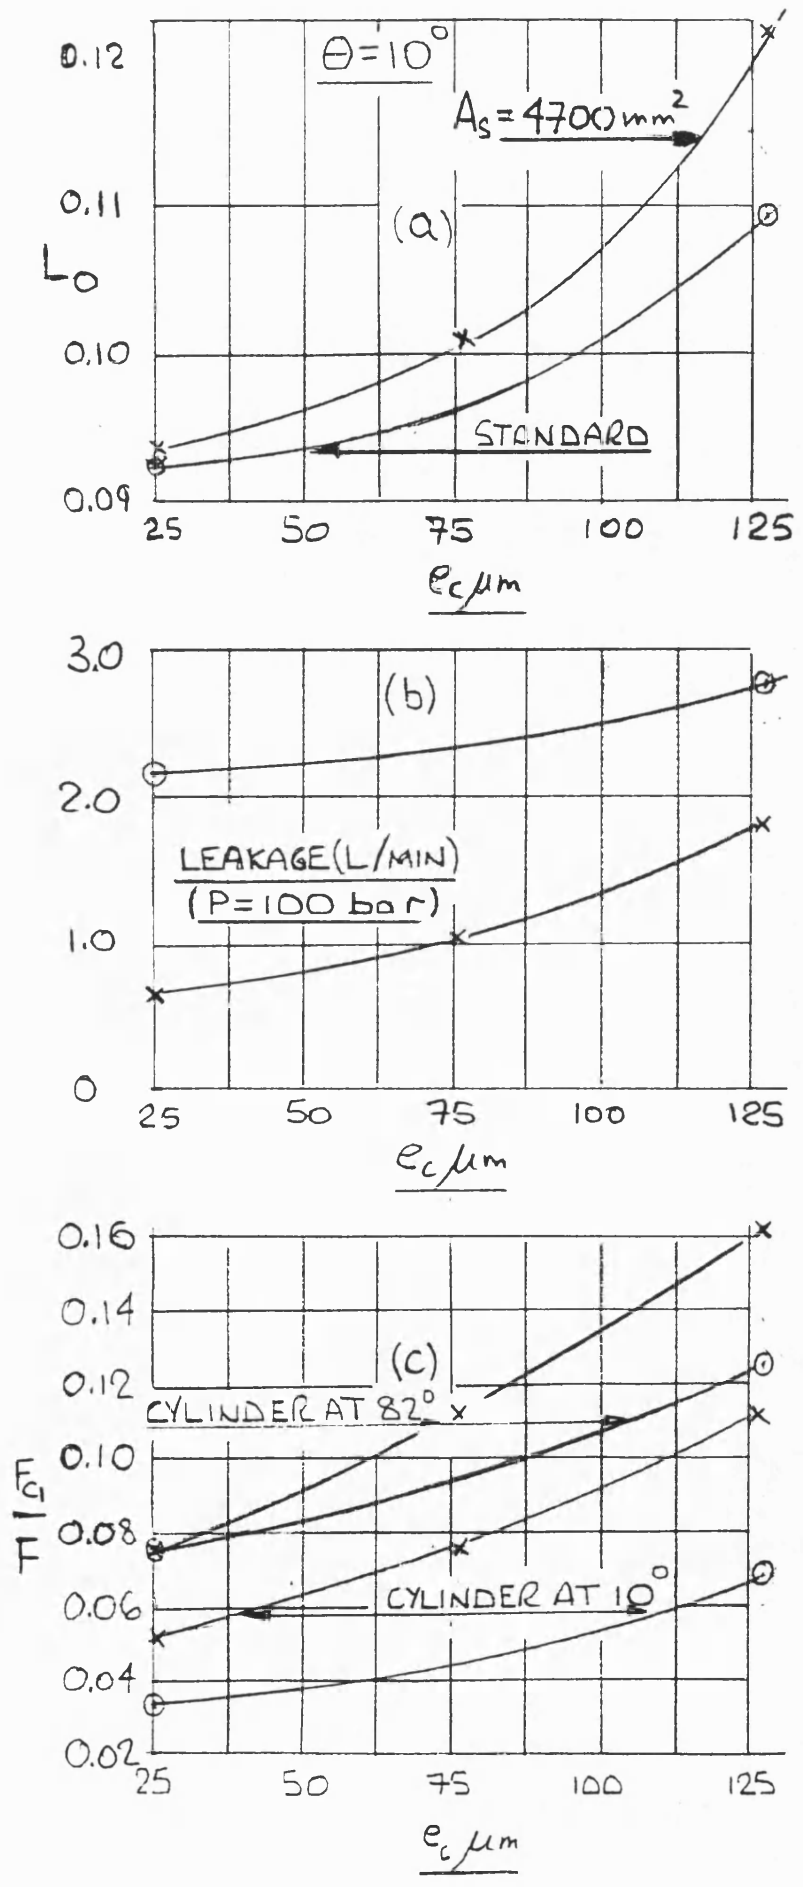 0.12
θ=10°
As=4700mm²
0.11
(a)
Lo
0.10
STANDARD
0.09
25 50 75 100 125
ec μm
3.0
(b)
2.0
LEAKAGE(L/MIN)
(P=100 bar)
1.0
0
25 50 75 100 125
ec μm
0.16
0.14
(c)
0.12
CYLINDER AT 82°
0.10
Fc1
F
0.08
CYLINDER AT 10°
0.06
0.04
0.02
25 50 75 100 125
ec μm